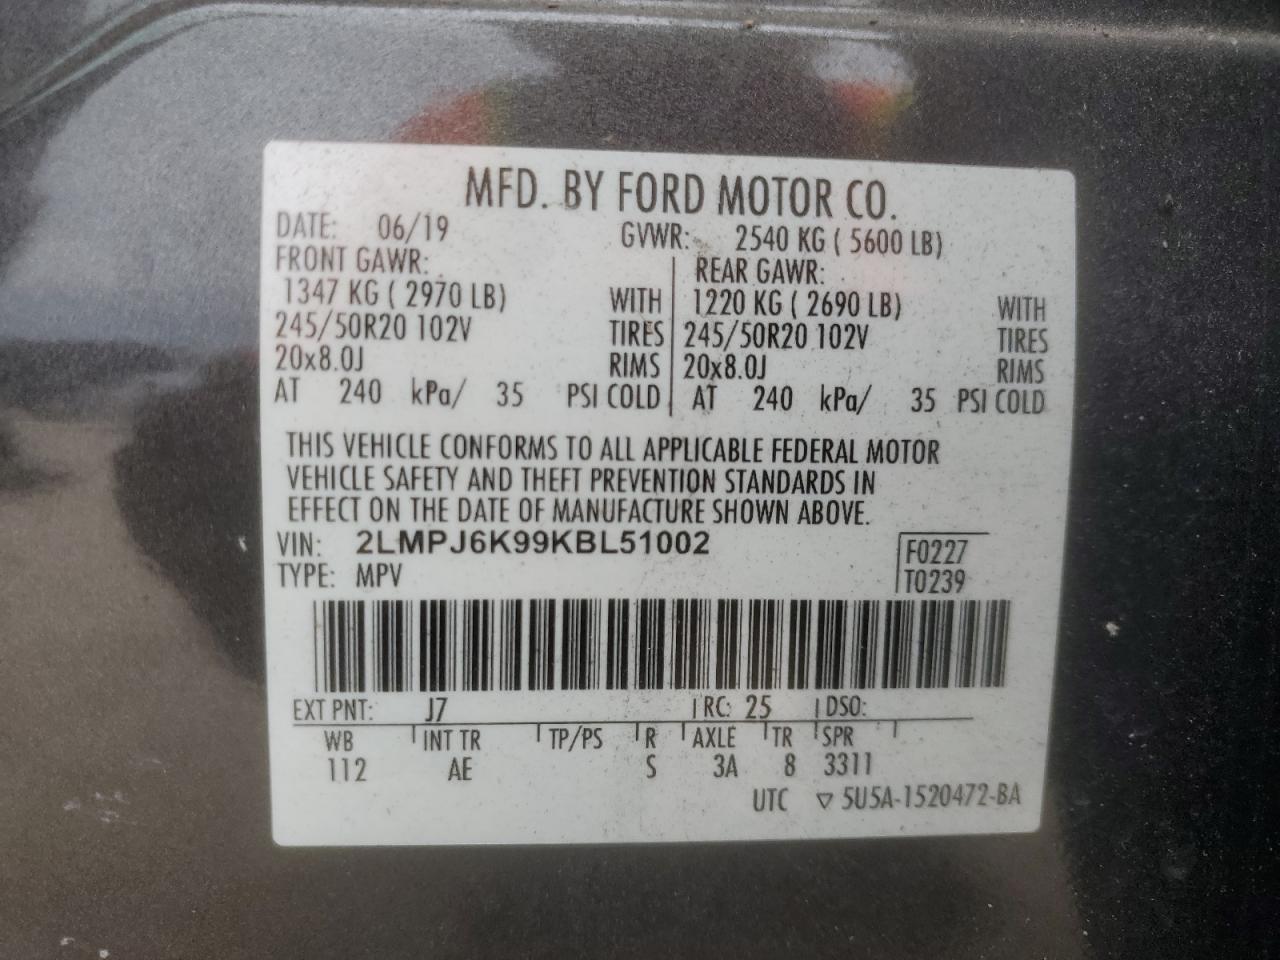 MFD. BY FORD MOTOR CO.
DATE: 06/19 GVWR: 2540 KG ( 5600 LB)
FRONT GAWR: REAR GAWR:
1347 KG ( 2970 LB) WITH 1220 KG ( 2690 LB) WITH
245/50R20 102V TIRES 245/50R20 102V TIRES
20x8.0J RIMS 20x8.0J RIMS
AT 240 kPa/ 35 PSI COLD AT 240 kPa/ 35 PSI COLD
THIS VEHICLE CONFORMS TO ALL APPLICABLE FEDERAL MOTOR
VEHICLE SAFETY AND THEFT PREVENTION STANDARDS IN
EFFECT ON THE DATE OF MANUFACTURE SHOWN ABOVE.
VIN: 2LMPJ6K99KBL51002 F0227
TYPE: MPV T0239
EXT PNT: J7 RC: 25 DSO:
WB INT TR TP/PS R AXLE TR SPR
112 AE S 3A 8 3311
UTC ▽ 5U5A-1520472-BA